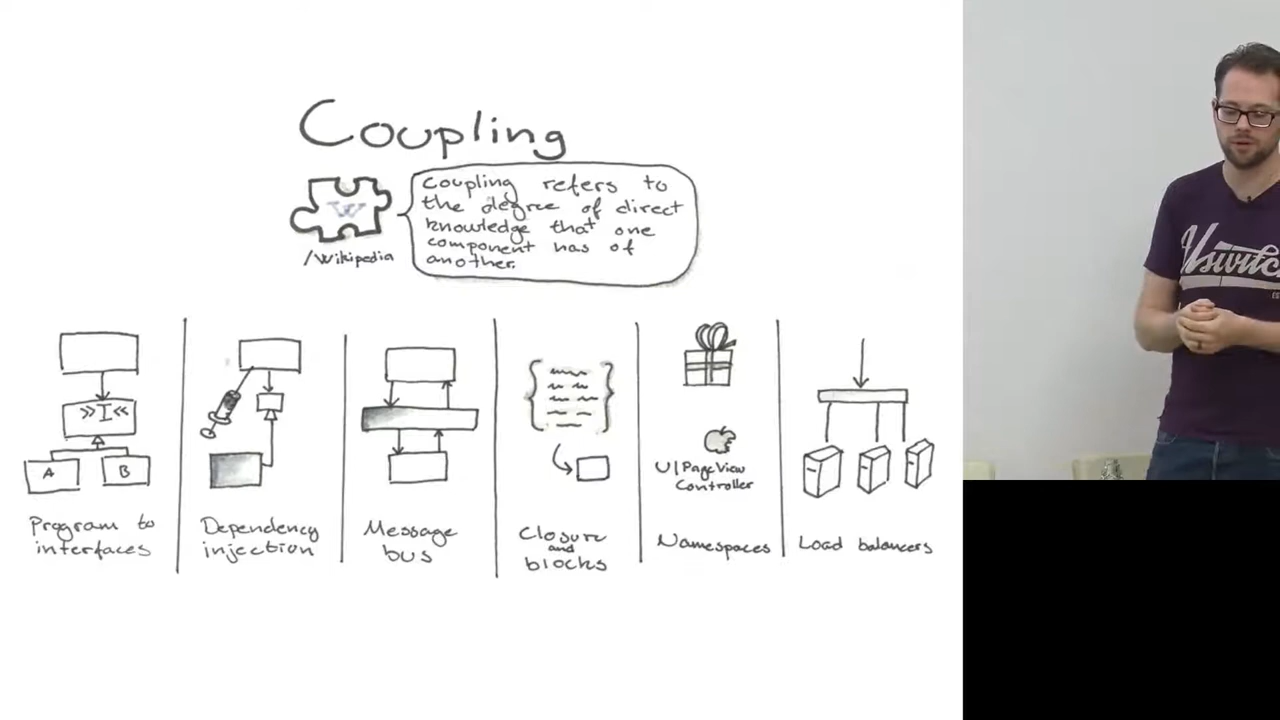 Coupling
W
/Wikipedia
Coupling refers to
the degree of direct
knowledge that one
component has of
another.
>>I<<
A
B
Program to
interfaces
Dependency
injection
Message
bus
Closure
and
blocks
UIPageView
Controller
Namespaces
Load balancers
Uswitch